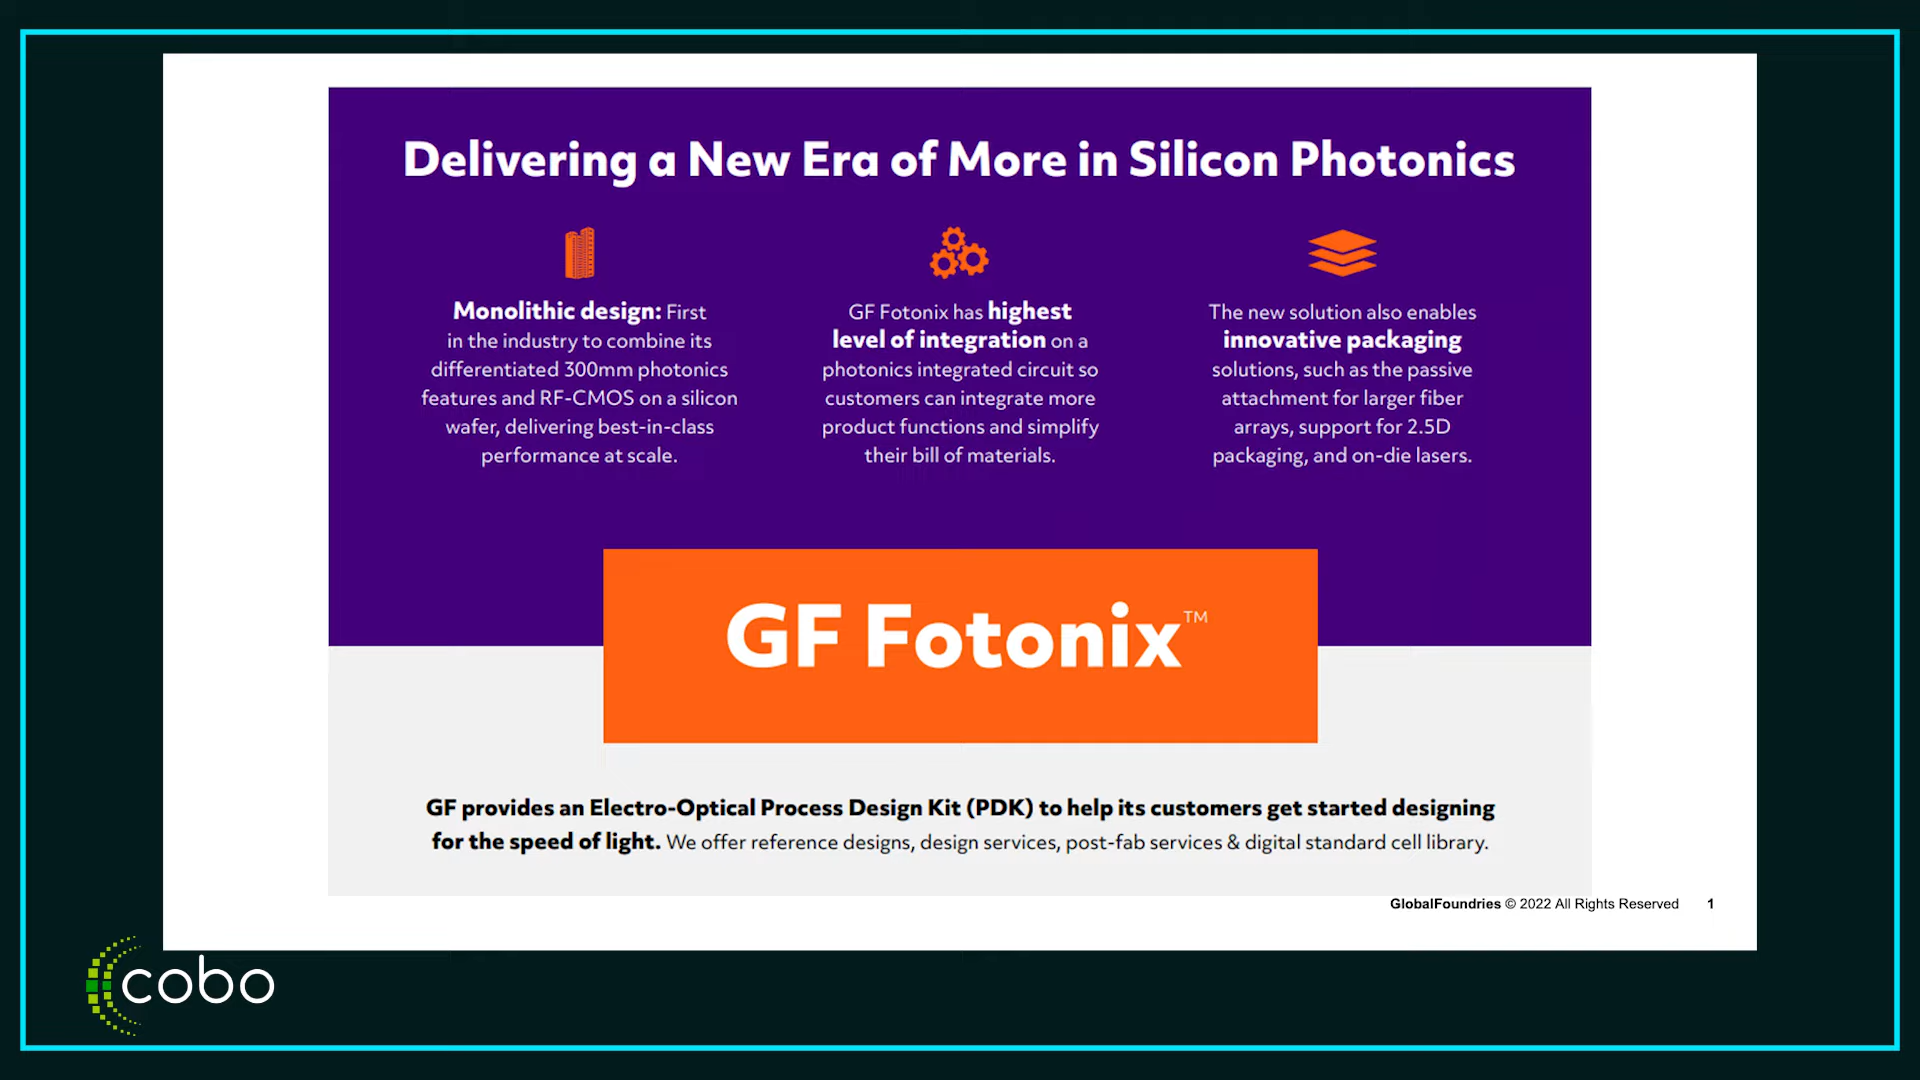 Delivering a New Era of More in Silicon Photonics
Monolithic design: First
in the industry to combine its
differentiated 300mm photonics
features and RF-CMOS on a silicon
wafer, delivering best-in-class
performance at scale.
GF Fotonix has highest
level of integration on a
photonics integrated circuit so
customers can integrate more
product functions and simplify
their bill of materials.
The new solution also enables
innovative packaging
solutions, such as the passive
attachment for larger fiber
arrays, support for 2.5D
packaging, and on-die lasers.
GF Fotonix™
GF provides an Electro-Optical Process Design Kit (PDK) to help its customers get started designing
for the speed of light. We offer reference designs, design services, post-fab services & digital standard cell library.
GlobalFoundries © 2022 All Rights Reserved 1
cobo